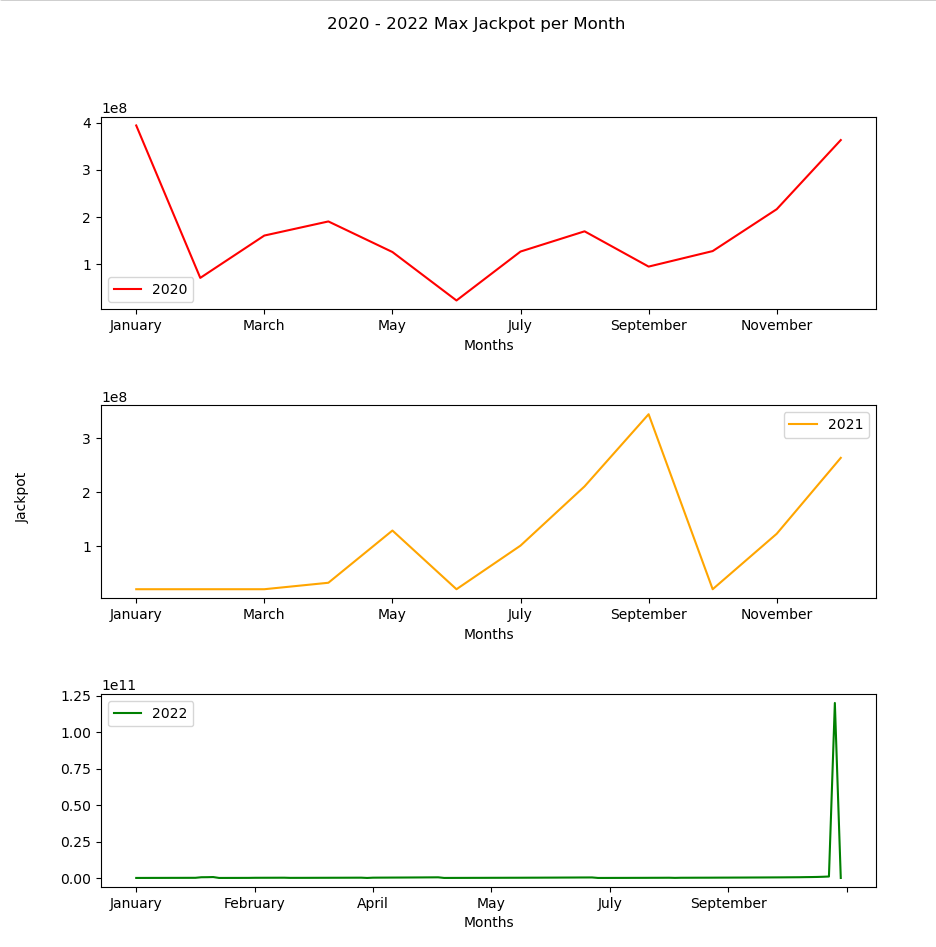 2020 - 2022 Max Jackpot per Month
1e8
4
3
2
1
2020
January March May July September November
Months
1e8
3
2
1
2021
Jackpot
January March May July September November
Months
1e11
1.25
1.00
0.75
0.50
0.25
0.00
2022
January February April May July September
Months